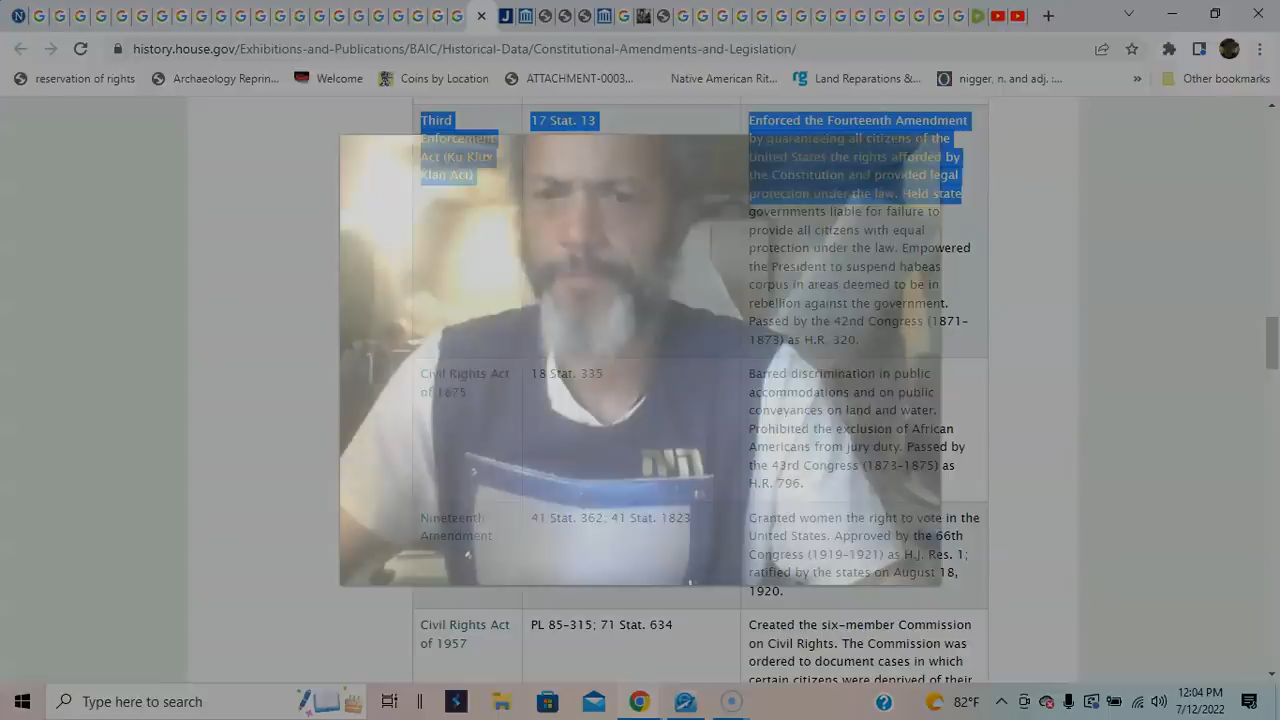 history.house.gov/Exhibitions-and-Publications/BAIC/Historical-Data/Constitutional-Amendments-and-Legislation/
reservation of rights
Archaeology Reprin...
Welcome
Coins by Location
ATTACHMENT-0003...
Native American Rit...
Land Reparations &...
nigger, n. and adj. :...
»
Other bookmarks
Third
Enforcement
Act (Ku Klux
Klan Act)
17 Stat. 13
Enforced the Fourteenth Amendment
by guaranteeing all citizens of the
United States the rights afforded by
the Constitution and provided legal
protection under the law. Held state
governments liable for failure to
provide all citizens with equal
protection under the law. Empowered
the President to suspend habeas
corpus in areas deemed to be in
rebellion against the government.
Passed by the 42nd Congress (1871–
1873) as H.R. 320.
Civil Rights Act
of 1875
18 Stat. 335
Barred discrimination in public
accommodations and on public
conveyances on land and water.
Prohibited the exclusion of African
Americans from jury duty. Passed by
the 43rd Congress (1873–1875) as
H.R. 796.
Nineteenth
Amendment
41 Stat. 362; 41 Stat. 1823
Granted women the right to vote in the
United States. Approved by the 66th
Congress (1919–1921) as H.J. Res. 1;
ratified by the states on August 18,
1920.
Civil Rights Act
of 1957
PL 85–315; 71 Stat. 634
Created the six-member Commission
on Civil Rights. The Commission was
ordered to document cases in which
certain citizens were deprived of their
Type here to search
82°F
12:04 PM
7/12/2022